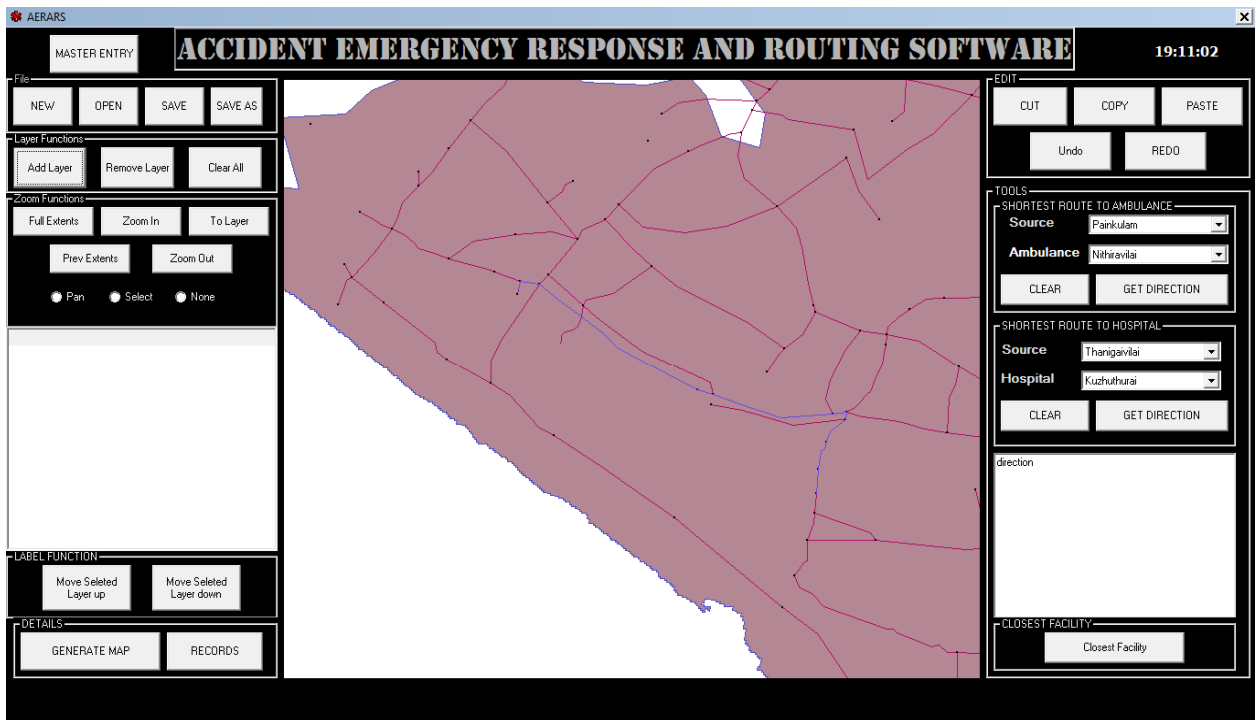 AERARS
MASTER ENTRY
ACCIDENT EMERGENCY RESPONSE AND ROUTING SOFTWARE
19:11:02
File
NEW OPEN SAVE SAVE AS
Layer Functions
Add Layer Remove Layer Clear All
Zoom Functions
Full Extents Zoom In To Layer
Prev Extents Zoom Out
Pan Select None
LABEL FUNCTION
Move Seleted
Layer up
Move Seleted
Layer down
DETAILS
GENERATE MAP RECORDS
EDIT
CUT COPY PASTE
Undo REDO
TOOLS
SHORTEST ROUTE TO AMBULANCE
Source Painkulam
Ambulance Nithiravilai
CLEAR GET DIRECTION
SHORTEST ROUTE TO HOSPITAL
Source Thanigaivilai
Hospital Kuzhuthurai
CLEAR GET DIRECTION
direction
CLOSEST FACILITY
Closest Facility